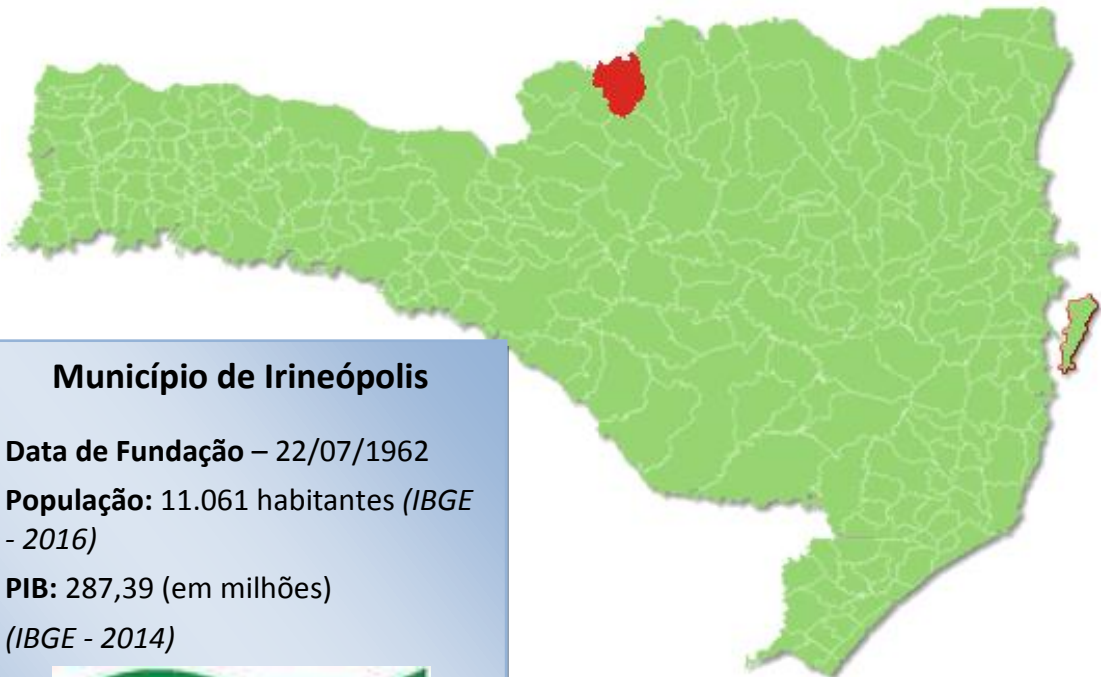 Município de Irineópolis
Data de Fundação – 22/07/1962
População: 11.061 habitantes (IBGE
- 2016)
PIB: 287,39 (em milhões)
(IBGE - 2014)